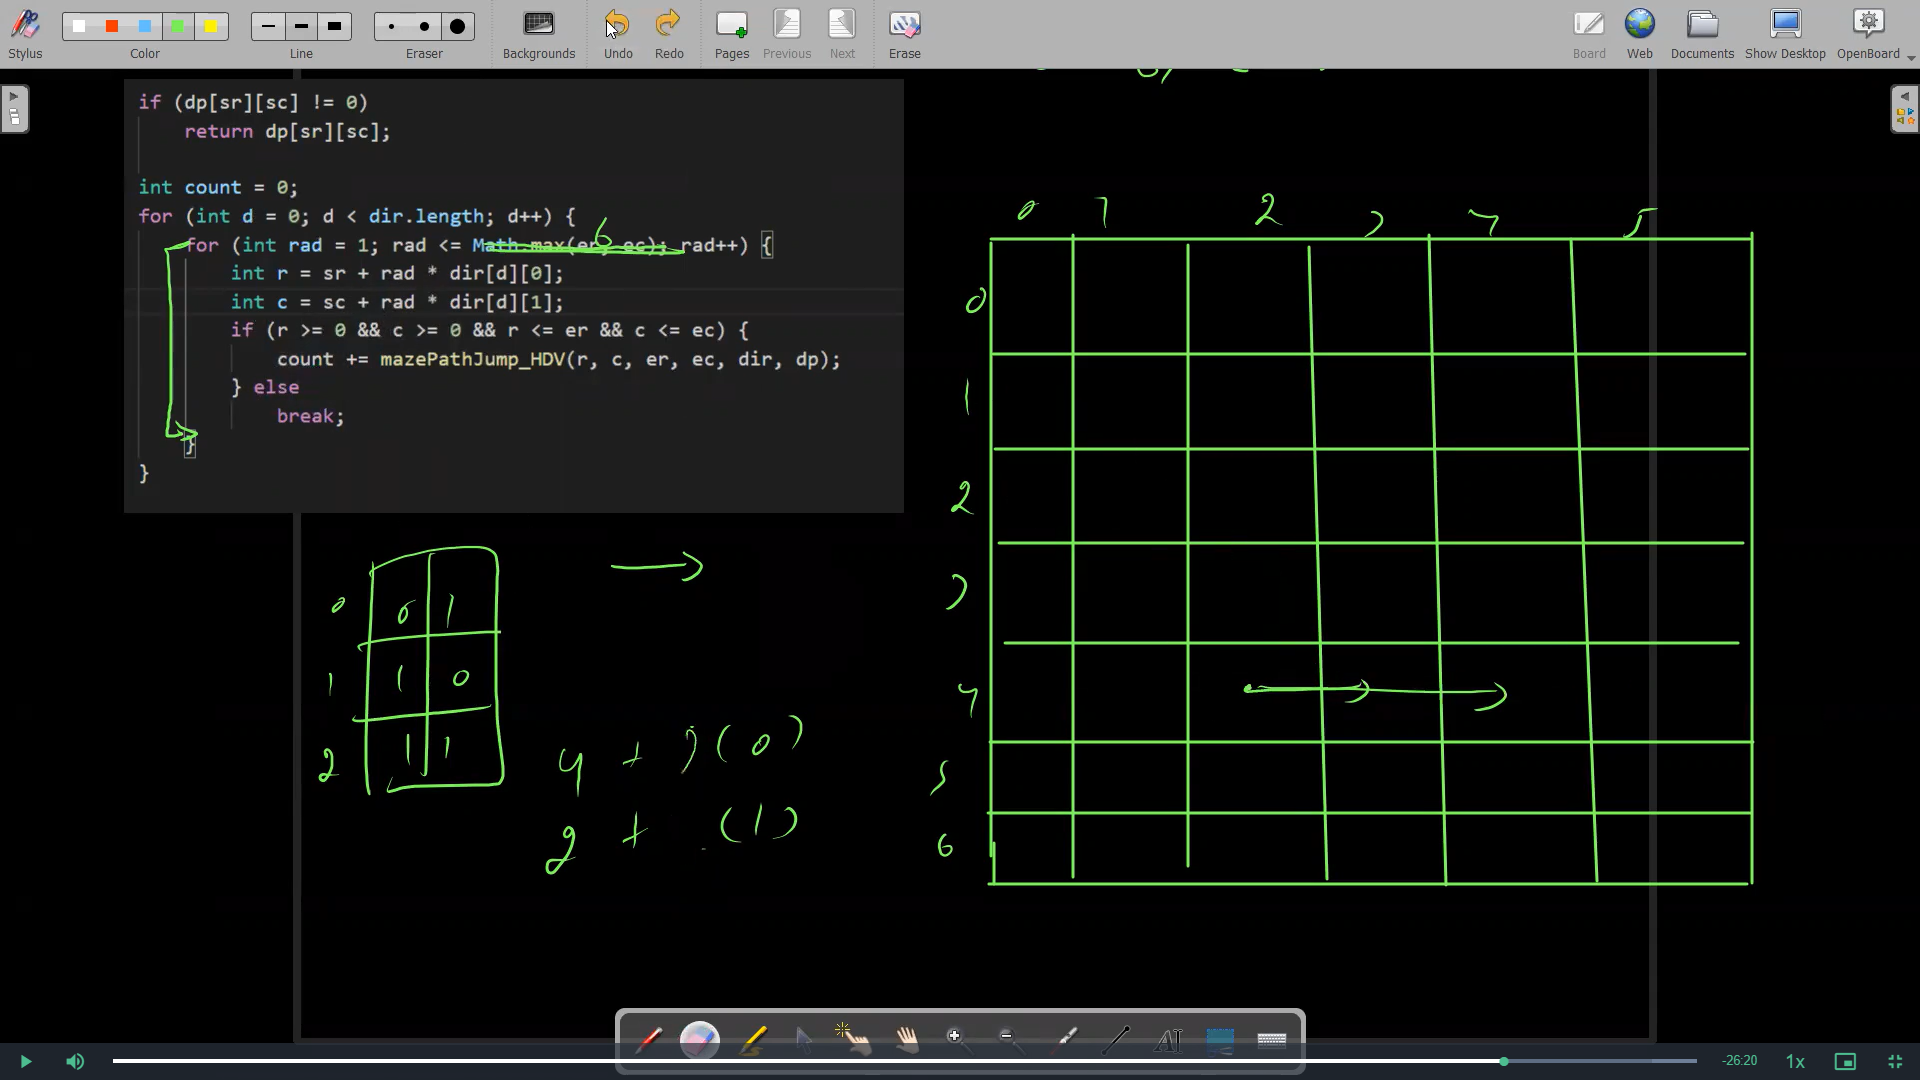 Stylus
Color
Line
Eraser
Backgrounds
Undo
Redo
Pages
Previous
Next
Erase
Board
Web
Documents
Show Desktop
OpenBoard
if (dp[sr][sc] != 0)
return dp[sr][sc];
int count = 0;
for (int d = 0; d < dir.length; d++) {
6
for (int rad = 1; rad <= Math.max(er, ec); rad++) {
int r = sr + rad * dir[d][0];
int c = sc + rad * dir[d][1];
if (r >= 0 && c >= 0 && r <= er && c <= ec) {
count += mazePathJump_HDV(r, c, er, ec, dir, dp);
} else
break;
}
}
0 0 1
1 1 0
2 1 1
4 + 3 (0)
2 + (1)
0 1 2 3 4 5
0
1
2
3
4
5
6
AI
-26:20
1x